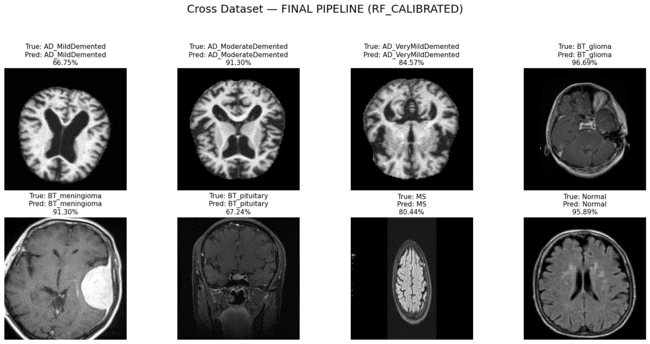 Cross Dataset — FINAL PIPELINE (RF_CALIBRATED)
True: AD_MildDemented
Pred: AD_MildDemented
66.75%
True: AD_ModerateDemented
Pred: AD_ModerateDemented
91.30%
True: AD_VeryMildDemented
Pred: AD_VeryMildDemented
84.57%
True: BT_glioma
Pred: BT_glioma
96.69%
True: BT_meningioma
Pred: BT_meningioma
91.30%
True: BT_pituitary
Pred: BT_pituitary
67.24%
True: MS
Pred: MS
80.44%
True: Normal
Pred: Normal
95.89%